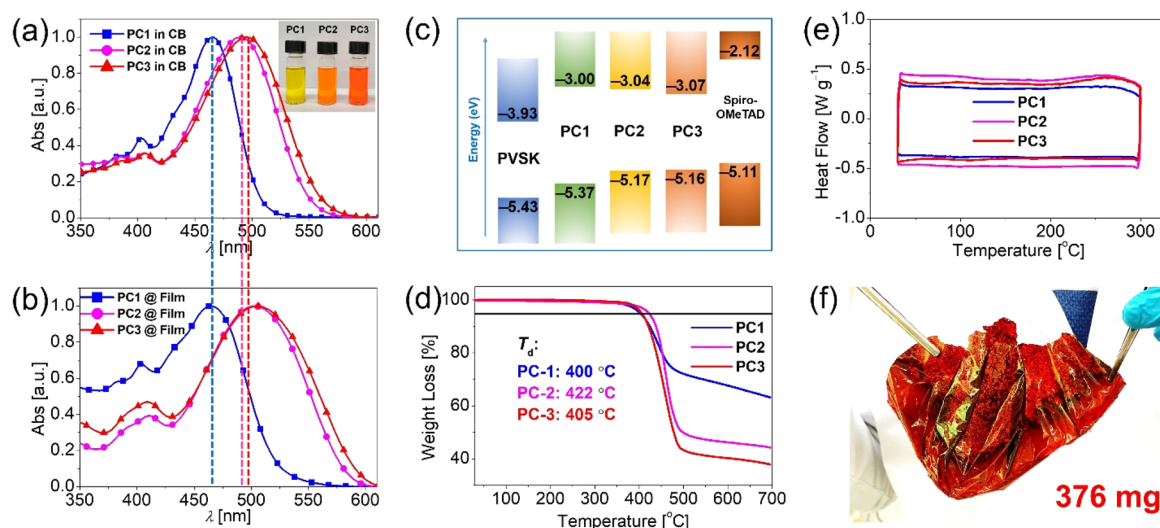 (a)
PC1 in CB
PC2 in CB
PC3 in CB
PC1 PC2 PC3
Abs [a.u.]
1.0
0.8
0.6
0.4
0.2
0.0
350 400 450 500 550 600
λ [nm]
(b)
PC1 @ Film
PC2 @ Film
PC3 @ Film
Abs [a.u.]
1.0
0.8
0.6
0.4
0.2
0.0
350 400 450 500 550 600
λ [nm]
(c)
Energy (eV)
–3.93
PVSK
–5.43
–3.00
PC1
–5.37
–3.04
PC2
–5.17
–3.07
PC3
–5.16
–2.12
Spiro-
OMeTAD
–5.11
(d)
Weight Loss [%]
100
80
60
40
PC1
PC2
PC3
Td:
PC-1: 400 °C
PC-2: 422 °C
PC-3: 405 °C
100 200 300 400 500 600 700
Temperature [°C]
(e)
Heat Flow [W g⁻¹]
1.0
0.5
0.0
-0.5
-1.0
PC1
PC2
PC3
0 100 200 300
Temperature [°C]
(f)
376 mg